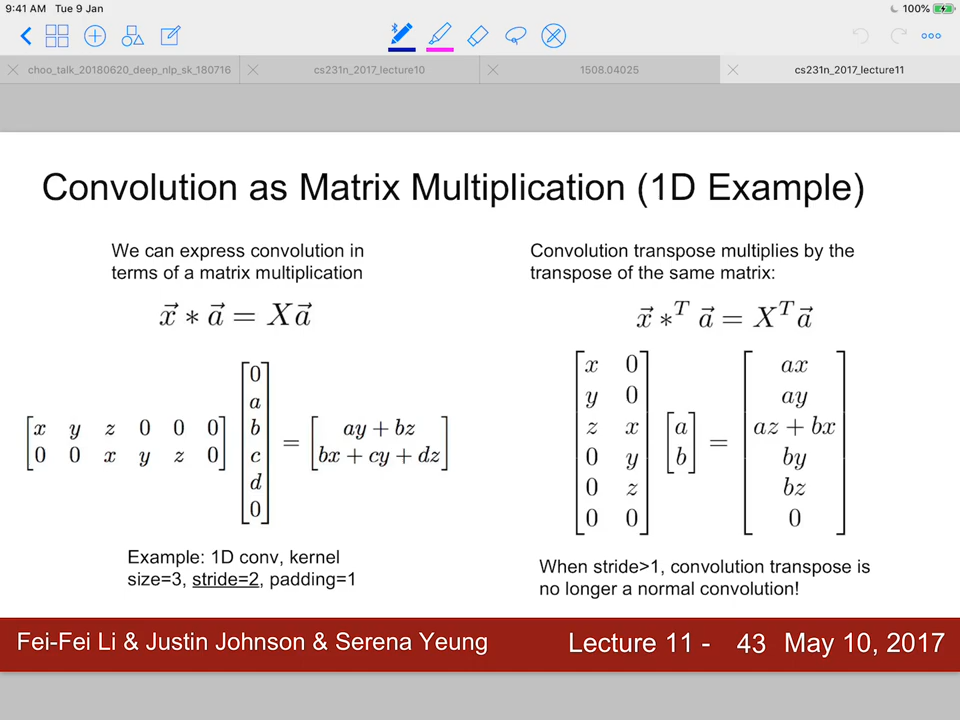 9:41 AM Tue 9 Jan
100%
choo_talk_20180620_deep_nlp_sk_180716
cs231n_2017_lecture10
1508.04025
cs231n_2017_lecture11
Convolution as Matrix Multiplication (1D Example)
We can express convolution in
terms of a matrix multiplication
x⃗ ∗ a⃗ = Xa⃗
x y z 0 0 0
0 0 x y z 0
0
a
b
c
d
0
=
ay + bz
bx + cy + dz
Example: 1D conv, kernel
size=3, stride=2, padding=1
Convolution transpose multiplies by the
transpose of the same matrix:
x⃗ ∗ᵀ a⃗ = Xᵀa⃗
x 0
y 0
z x
0 y
0 z
0 0
a
b
=
ax
ay
az + bx
by
bz
0
When stride>1, convolution transpose is
no longer a normal convolution!
Fei-Fei Li & Justin Johnson & Serena Yeung
Lecture 11 - 43 May 10, 2017